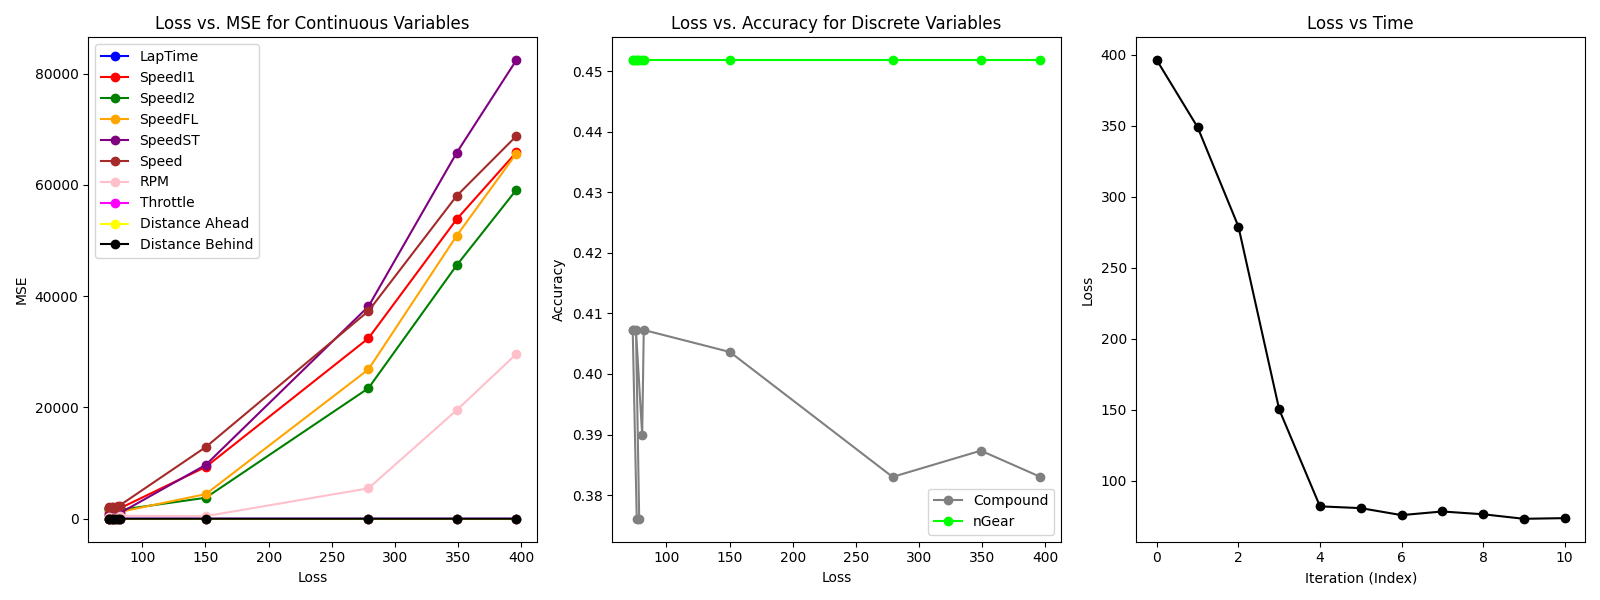 Loss vs. MSE for Continuous Variables
MSE
80000
60000
40000
20000
0
LapTime
SpeedI1
SpeedI2
SpeedFL
SpeedST
Speed
RPM
Throttle
Distance Ahead
Distance Behind
100 150 200 250 300 350 400
Loss
Loss vs. Accuracy for Discrete Variables
Accuracy
0.45
0.44
0.43
0.42
0.41
0.40
0.39
0.38
Compound
nGear
100 150 200 250 300 350 400
Loss
Loss vs Time
Loss
400
350
300
250
200
150
100
0 2 4 6 8 10
Iteration (Index)